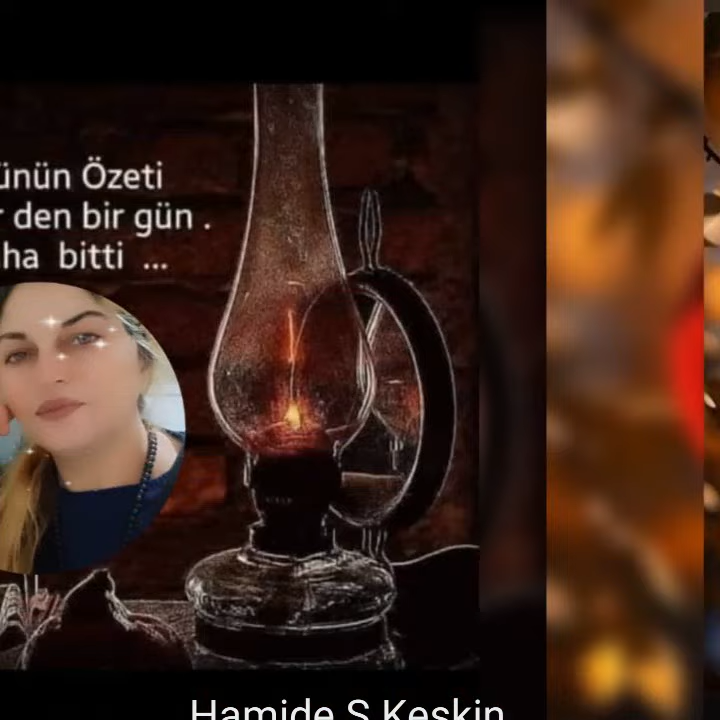 ünün Özeti
den bir gün .
ha bitti ...
Hamide S Keskin